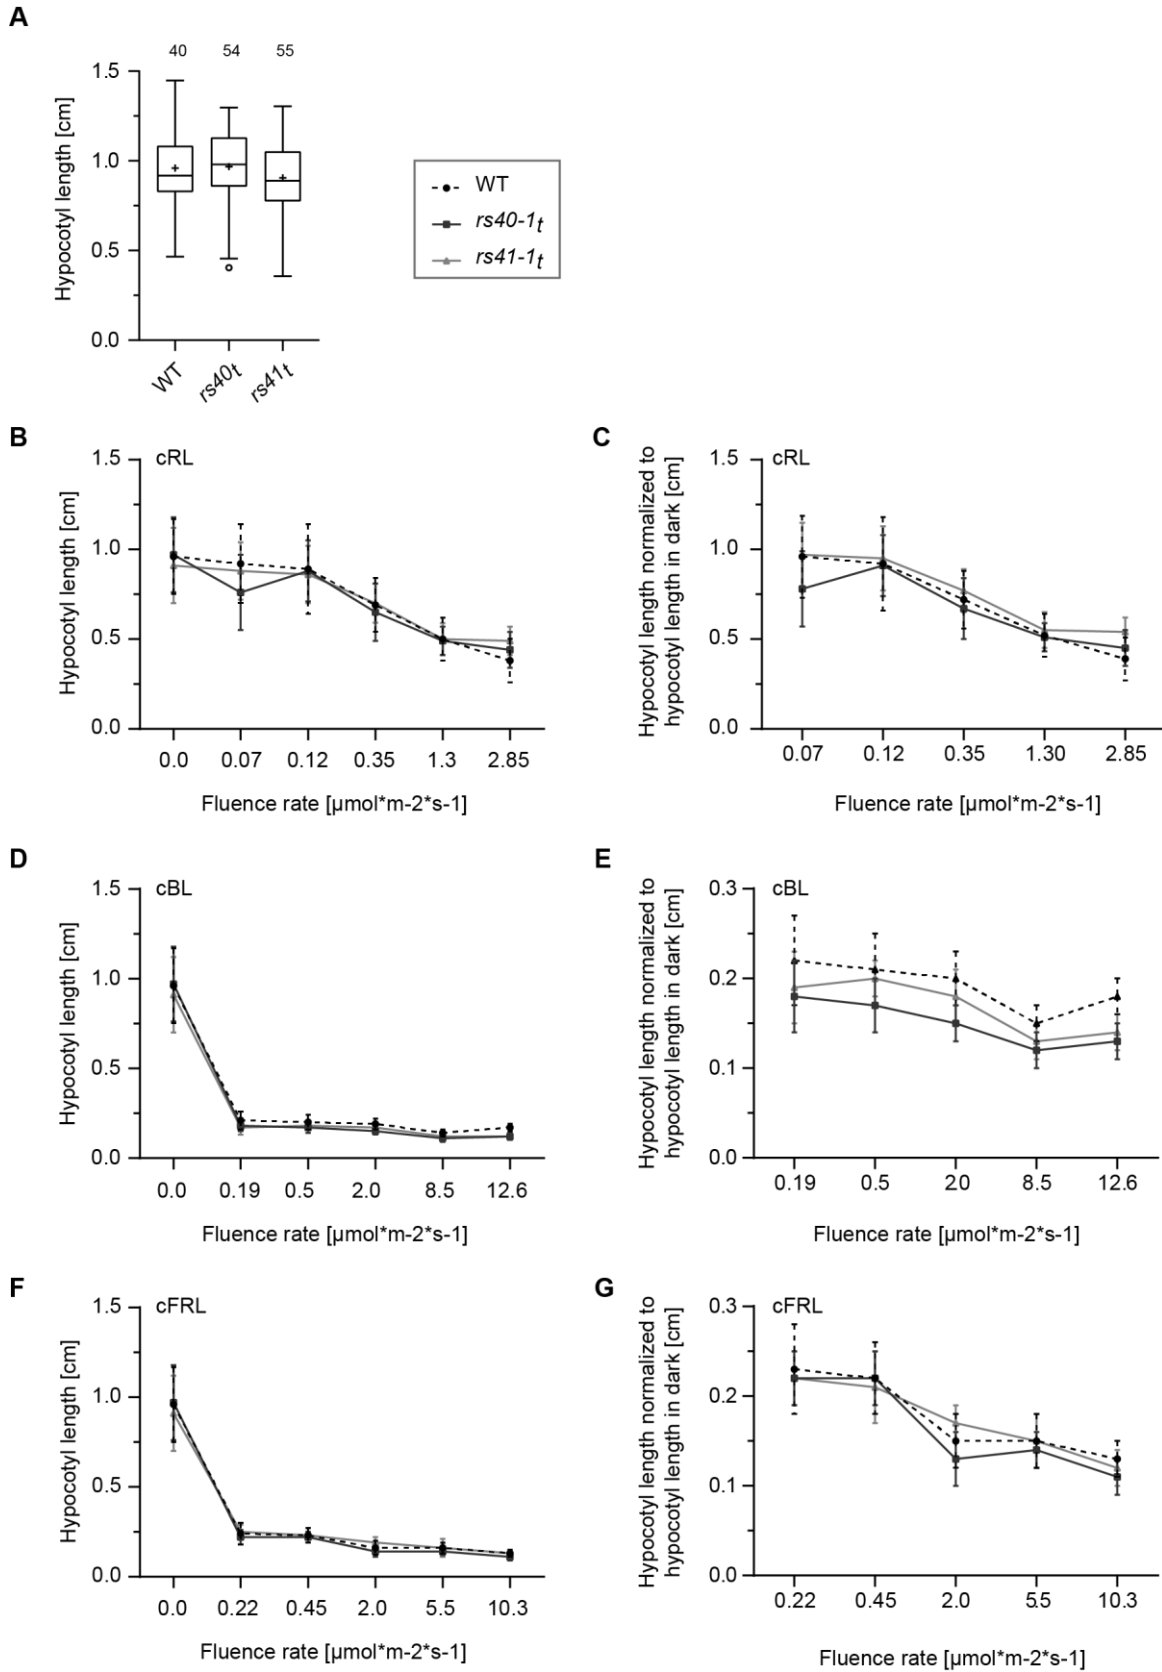 A
40 54 55
Hypocotyl length [cm]
1.5
1.0
0.5
0.0
WT rs40t rs41t
WT
rs40-1t
rs41-1t
B
cRL
Hypocotyl length [cm]
1.5
1.0
0.5
0.0
0.0 0.07 0.12 0.35 1.3 2.85
Fluence rate [µmol*m-2*s-1]
C
cRL
Hypocotyl length normalized to
hypocotyl length in dark [cm]
1.5
1.0
0.5
0.0
0.07 0.12 0.35 1.30 2.85
Fluence rate [µmol*m-2*s-1]
D
cBL
Hypocotyl length [cm]
1.5
1.0
0.5
0.0
0.0 0.19 0.5 2.0 8.5 12.6
Fluence rate [µmol*m-2*s-1]
E
cBL
Hypocotyl length normalized to
hypocotyl length in dark [cm]
0.3
0.2
0.1
0.0
0.19 0.5 2.0 8.5 12.6
Fluence rate [µmol*m-2*s-1]
F
cFRL
Hypocotyl length [cm]
1.5
1.0
0.5
0.0
0.0 0.22 0.45 2.0 5.5 10.3
Fluence rate [µmol*m-2*s-1]
G
cFRL
Hypocotyl length normalized to
hypocotyl length in dark [cm]
0.3
0.2
0.1
0.0
0.22 0.45 2.0 5.5 10.3
Fluence rate [µmol*m-2*s-1]